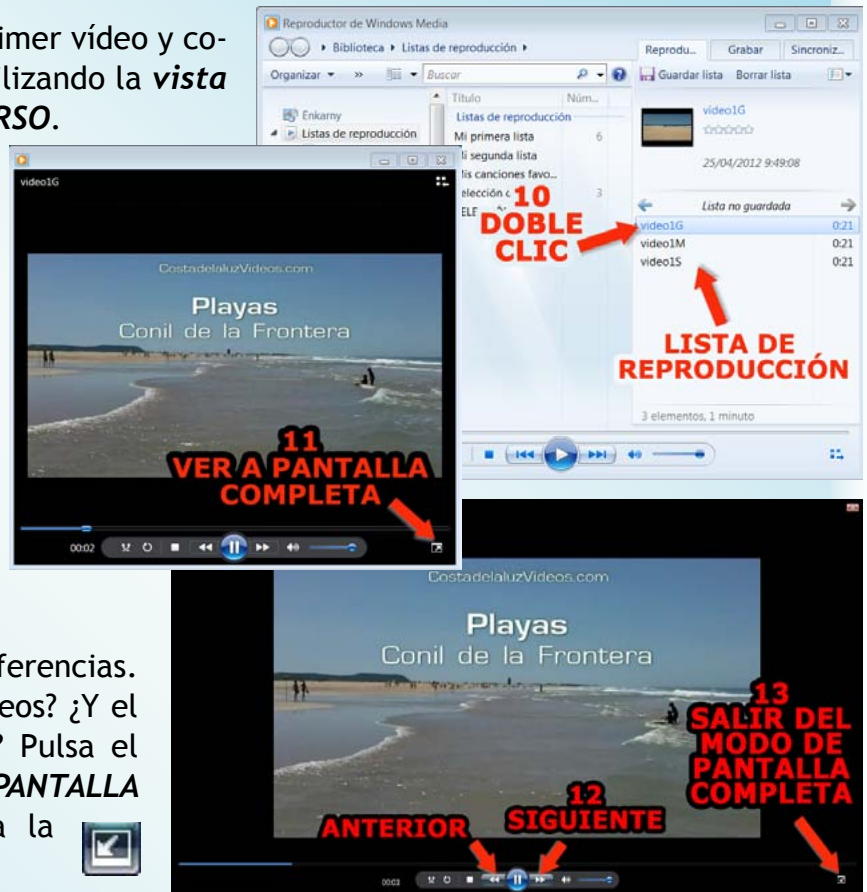 rimer vídeo y co-
ilizando la vista
RSO.
Reproductor de Windows Media
Biblioteca Listas de reproducción
Reprodu... Grabar Sincroniz...
Organizar » Buscar
Guardar lista Borrar lista
Título Núm...
Enkarny
Listas de reproducción
Listas de reproducción
Mi primera lista 6
Mi segunda lista
Mis canciones favo...
elección 3
video1G
25/04/2012 9:49:08
Lista no guardada
video1G 0:21
video1M 0:21
video1S 0:21
10
DOBLE
CLIC
LISTA DE
REPRODUCCIÓN
3 elementos, 1 minuto
video1G
CostadelaluzVideos.com
Playas
Conil de la Frontera
11
VER A PANTALLA
COMPLETA
00:02
CostadelaluzVideos.com
Playas
Conil de la Frontera
13
SALIR DEL
MODO DE
PANTALLA
COMPLETA
12
SIGUIENTE
ANTERIOR
00:03
ferencias.
eos? ¿Y el
? Pulsa el
PANTALLA
a la